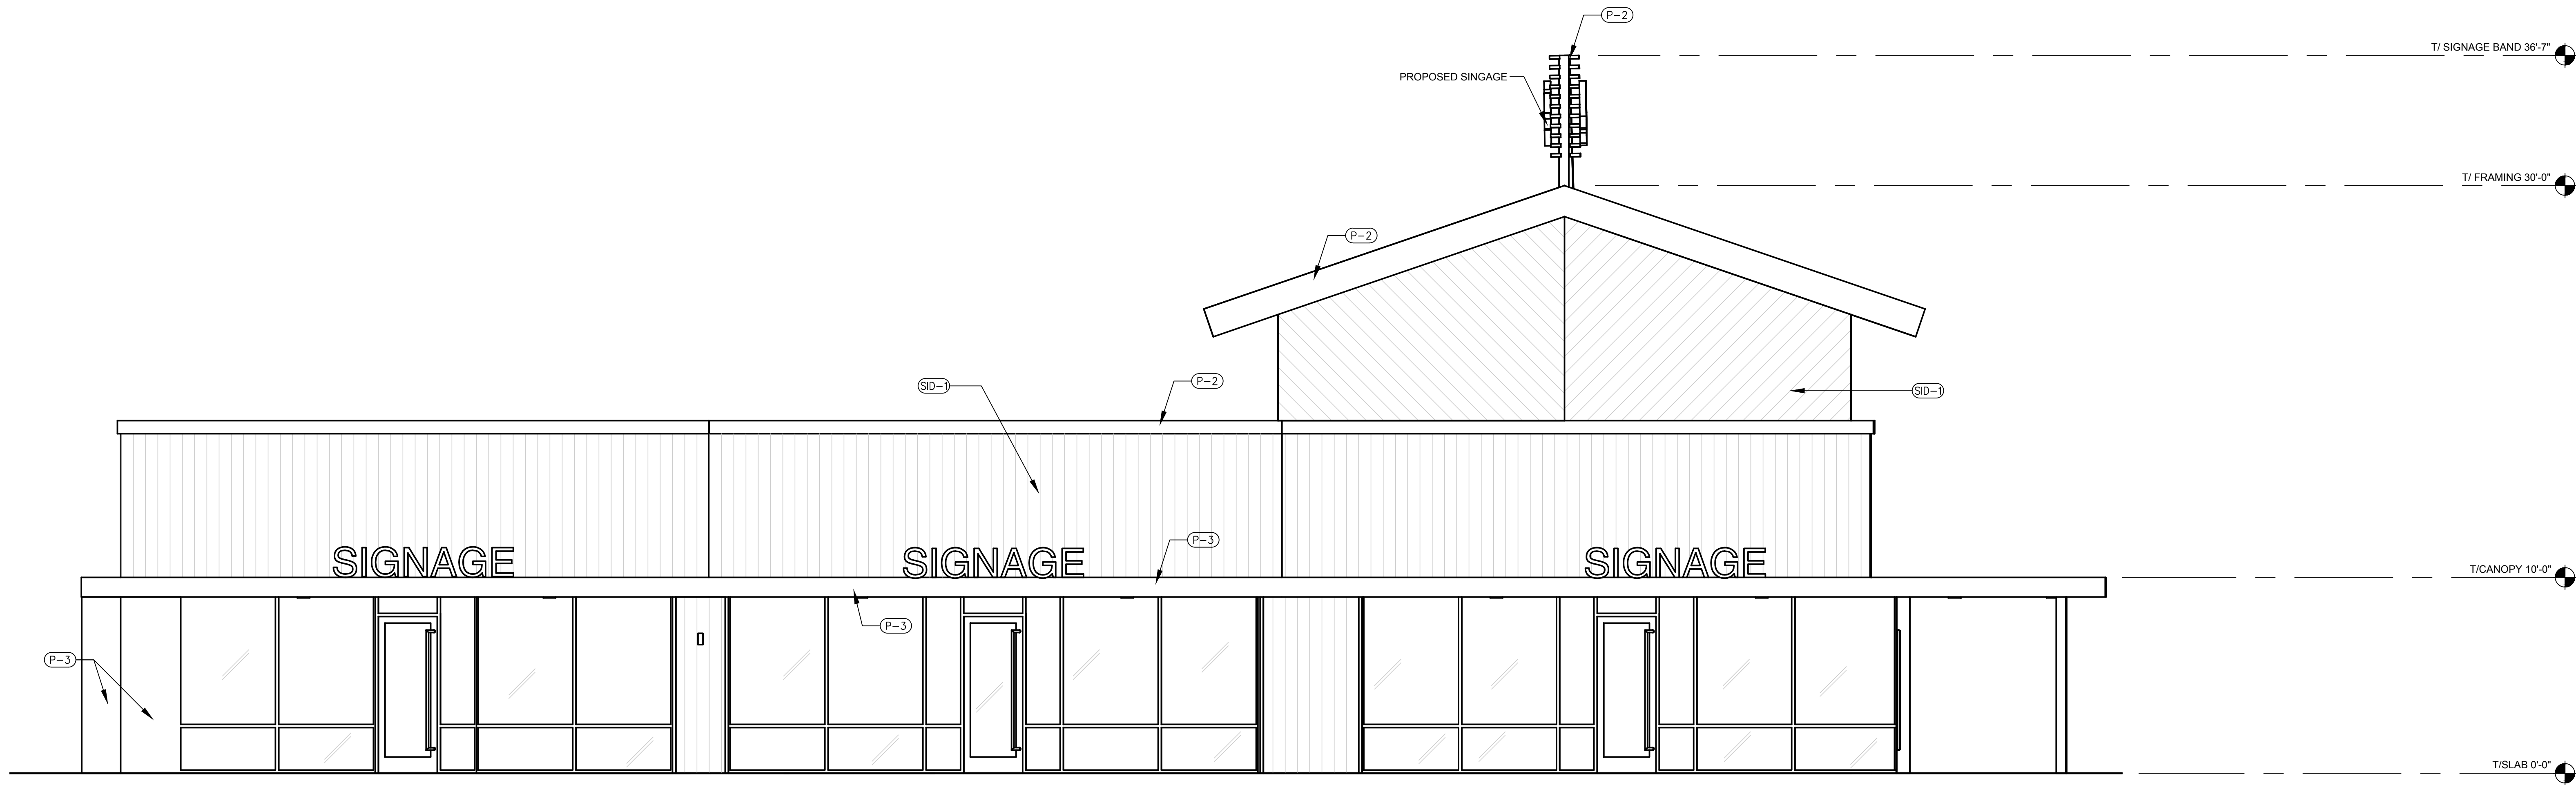 P-2
T/ SIGNAGE BAND 36'-7"
PROPOSED SINGAGE
T/ FRAMING 30'-0"
P-2
P-2
SID-1
SID-1
P-3
SIGNAGE
SIGNAGE
SIGNAGE
T/CANOPY 10'-0"
P-3
P-3
T/SLAB 0'-0"